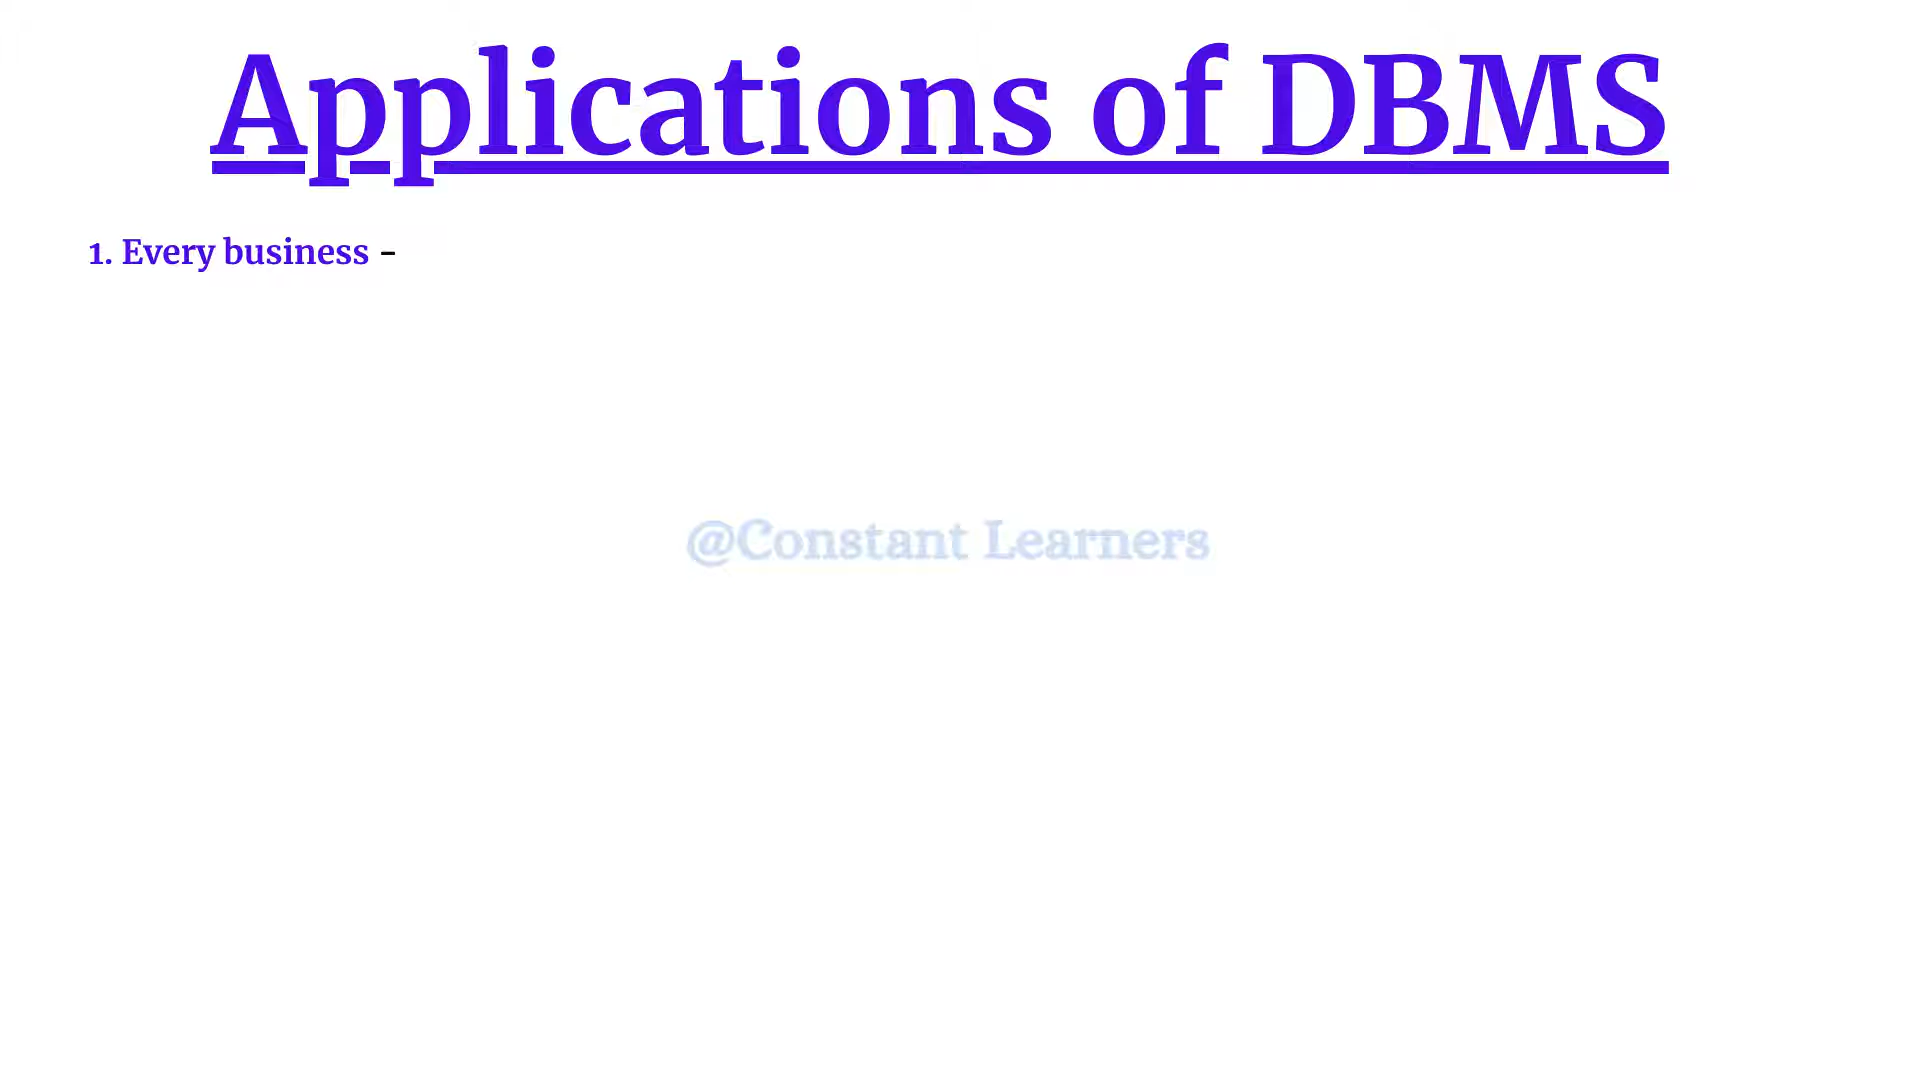 Applications of DBMS
1. Every business -
@Constant Learners